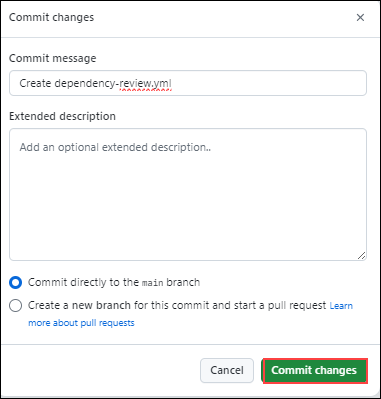 Commit changes
Commit message
Create dependency-review.yml
Extended description
Add an optional extended description..
Commit directly to the main branch
Create a new branch for this commit and start a pull request Learn
more about pull requests
Cancel
Commit changes